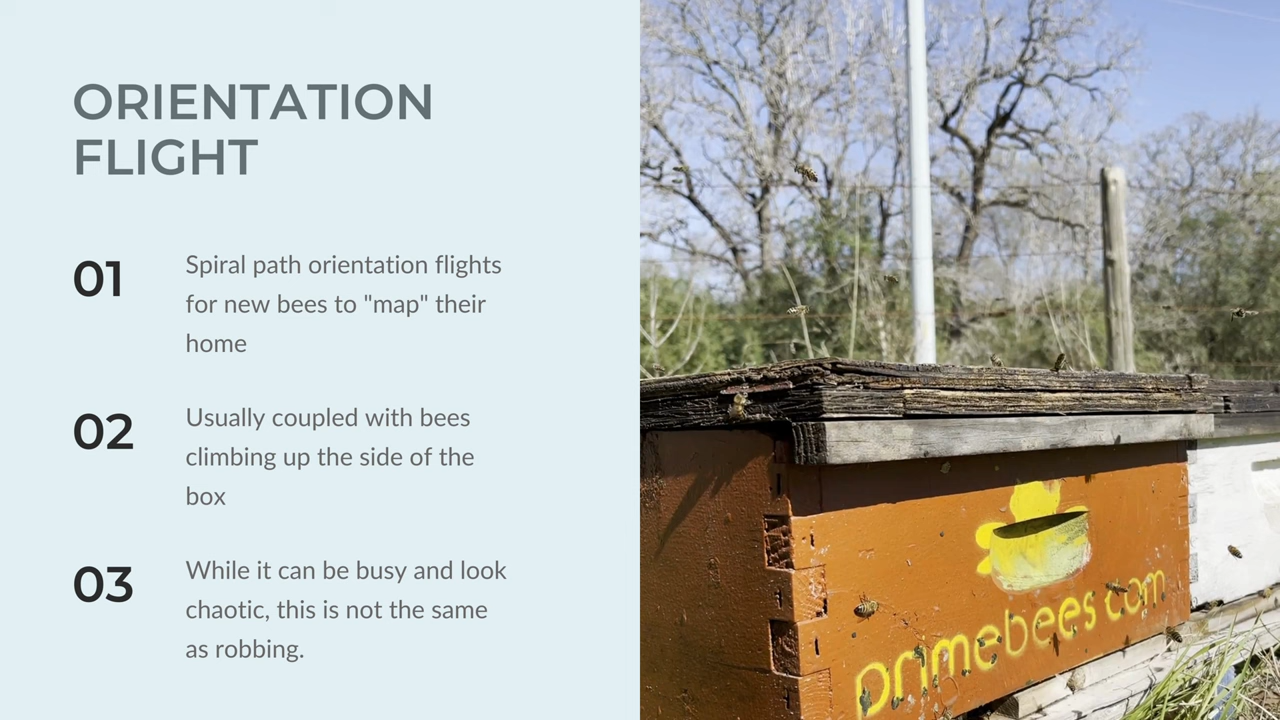 ORIENTATION
FLIGHT
01
Spiral path orientation flights
for new bees to "map" their
home
02
Usually coupled with bees
climbing up the side of the
box
03
While it can be busy and look
chaotic, this is not the same
as robbing.
primebees.com